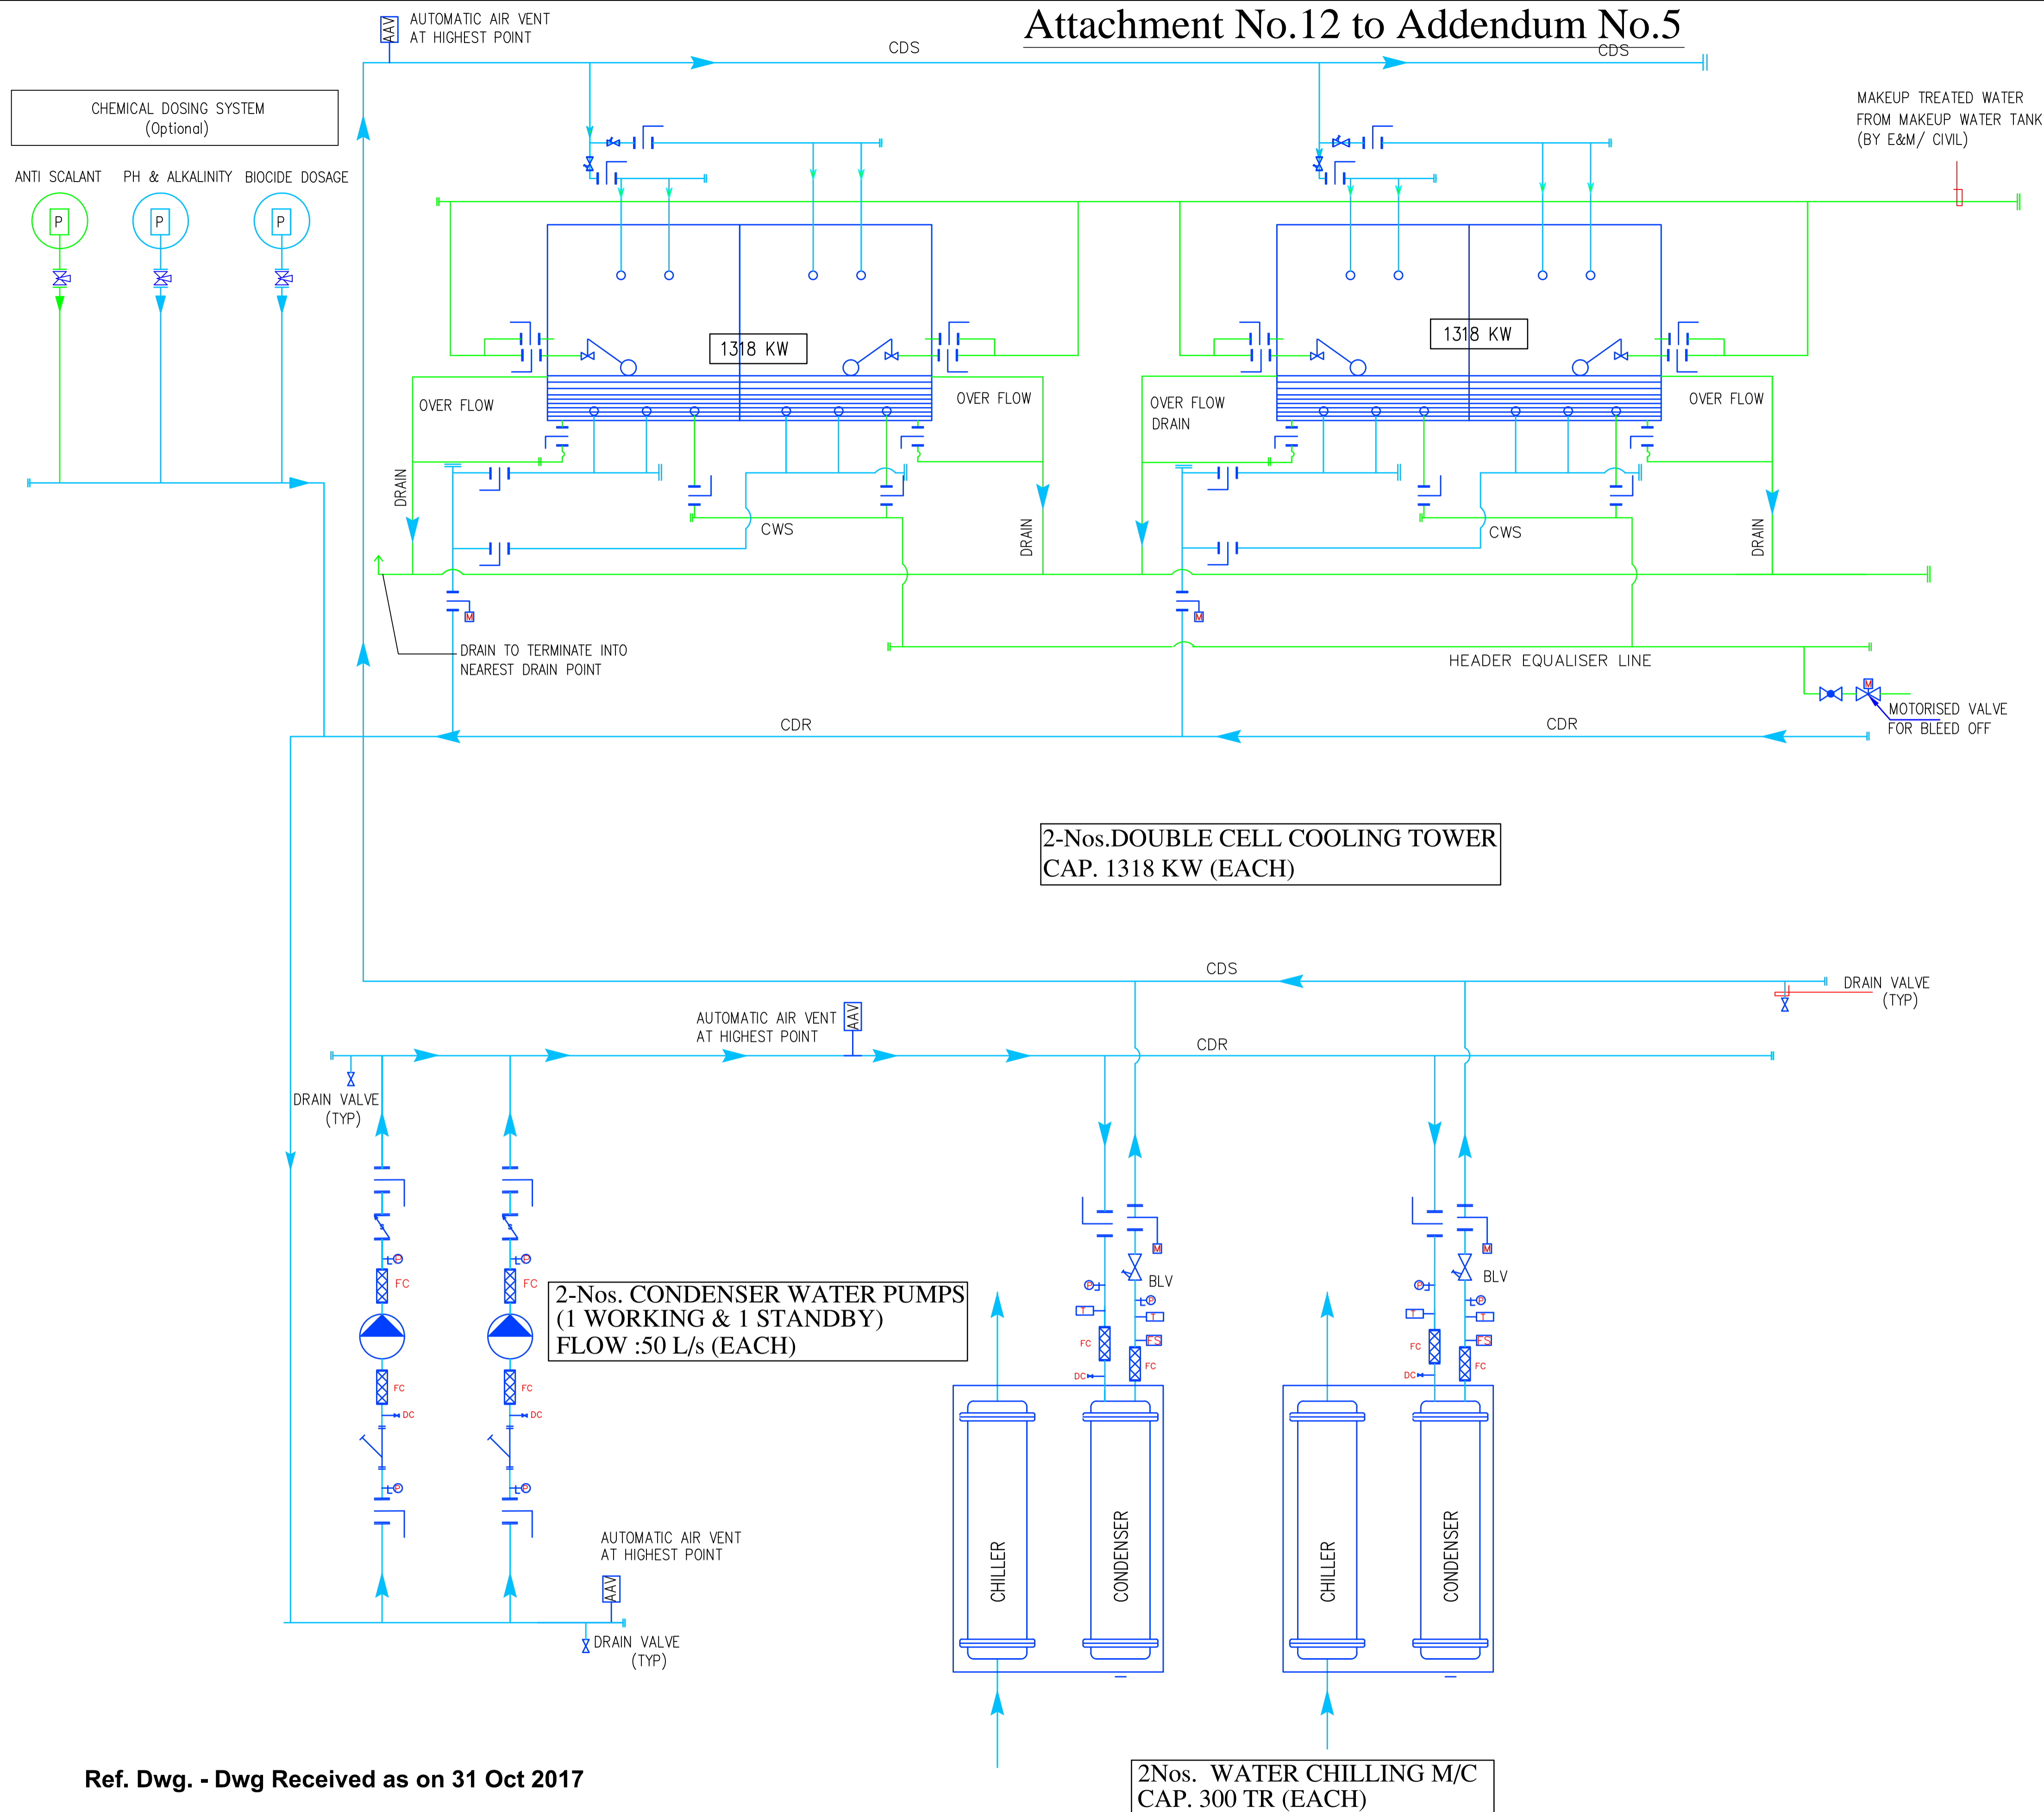 Attachment No.12 to Addendum No.5
AAV
AUTOMATIC AIR VENT
AT HIGHEST POINT
CDS
CDS
CHEMICAL DOSING SYSTEM
(Optional)
MAKEUP TREATED WATER
FROM MAKEUP WATER TANK
(BY E&M/ CIVIL)
ANTI SCALANT
PH & ALKALINITY
BIOCIDE DOSAGE
P
P
P
1318 KW
1318 KW
OVER FLOW
OVER FLOW
OVER FLOW
DRAIN
OVER FLOW
DRAIN
DRAIN
DRAIN
CWS
CWS
M
M
DRAIN TO TERMINATE INTO
NEAREST DRAIN POINT
HEADER EQUALISER LINE
M
MOTORISED VALVE
FOR BLEED OFF
CDR
CDR
2-Nos.DOUBLE CELL COOLING TOWER
CAP. 1318 KW (EACH)
CDS
DRAIN VALVE
(TYP)
AUTOMATIC AIR VENT
AT HIGHEST POINT
AAV
CDR
DRAIN VALVE
(TYP)
S
S
P
P
FC
FC
2-Nos. CONDENSER WATER PUMPS
(1 WORKING & 1 STANDBY)
FLOW :50 L/s (EACH)
FC
FC
DC
DC
P
P
M
M
BLV
BLV
P
P
P
P
T
T
T
T
FS
FS
FC
FC
FC
FC
DC
DC
AUTOMATIC AIR VENT
AT HIGHEST POINT
AAV
DRAIN VALVE
(TYP)
CHILLER
CONDENSER
CHILLER
CONDENSER
Ref. Dwg. - Dwg Received as on 31 Oct 2017
2Nos. WATER CHILLING M/C
CAP. 300 TR (EACH)